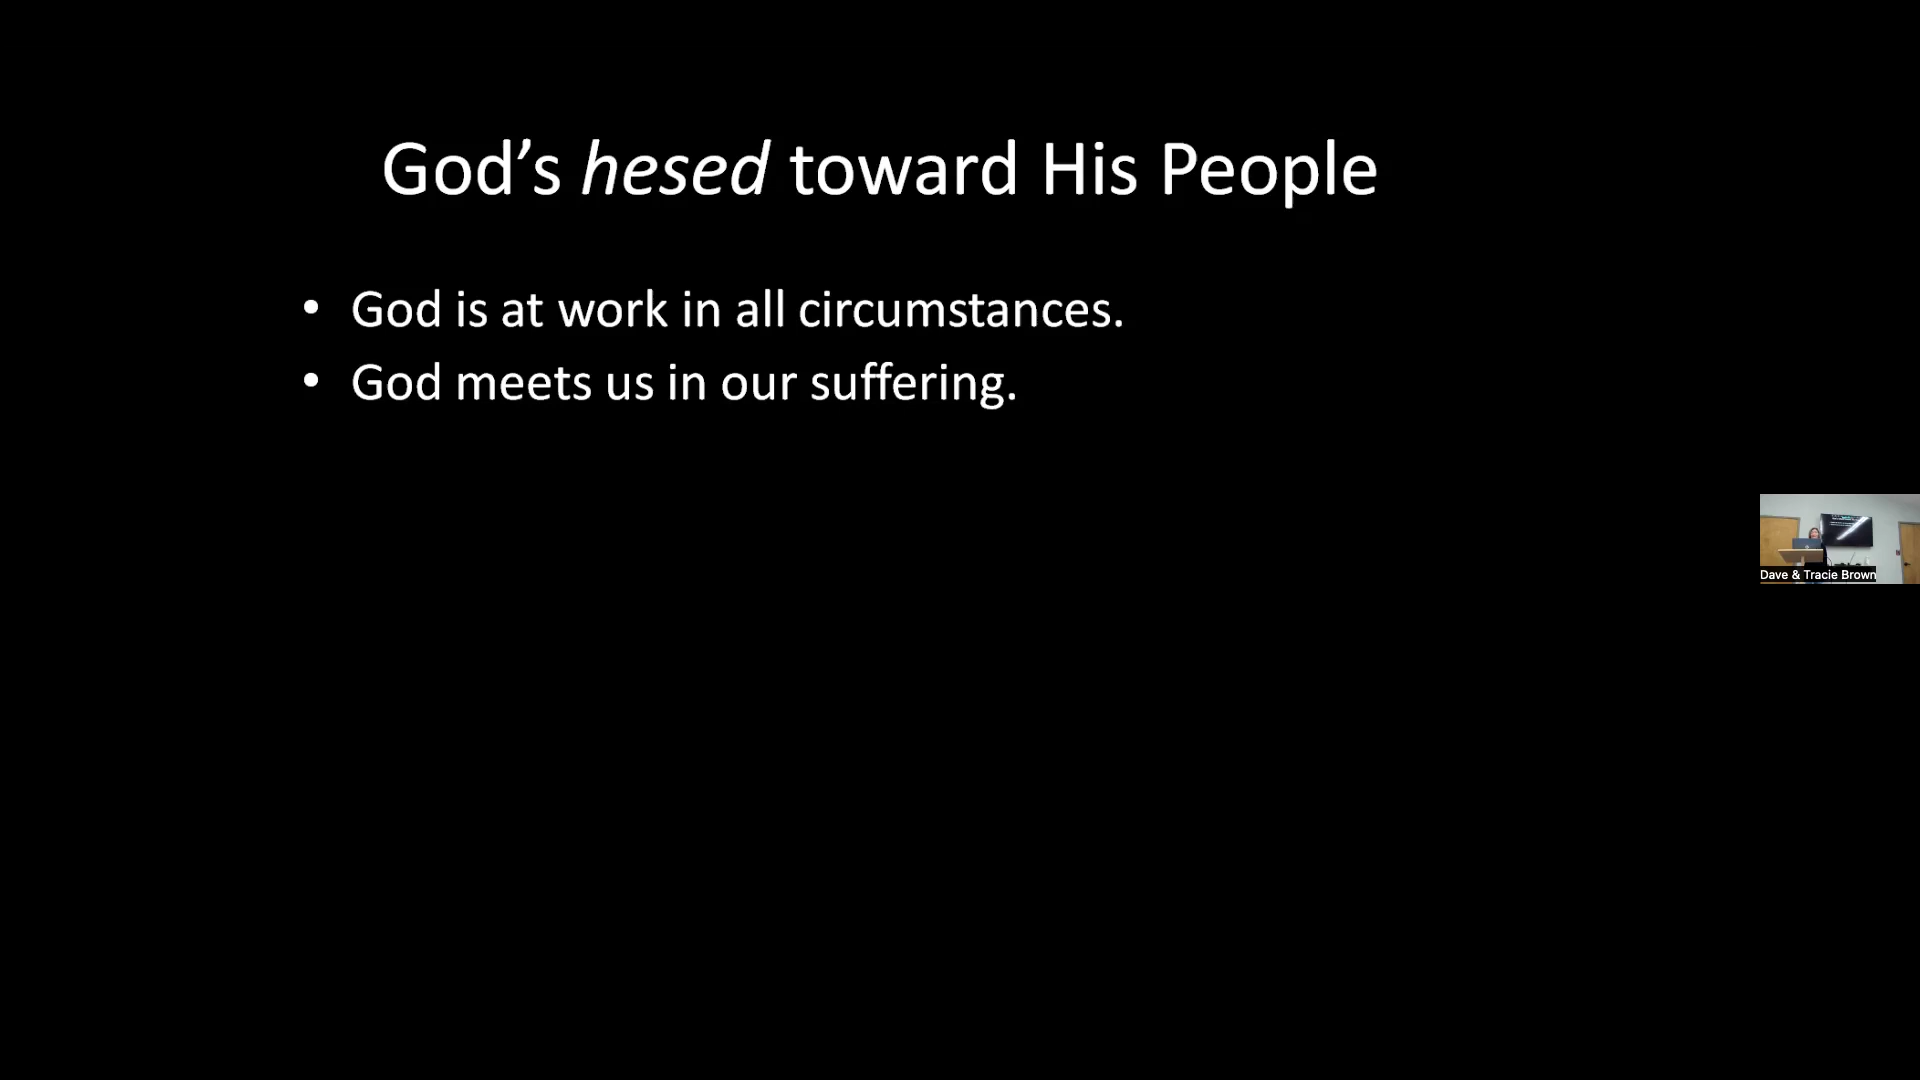 God’s hesed toward His People
• God is at work in all circumstances.
• God meets us in our suffering.
Dave & Tracie Brown